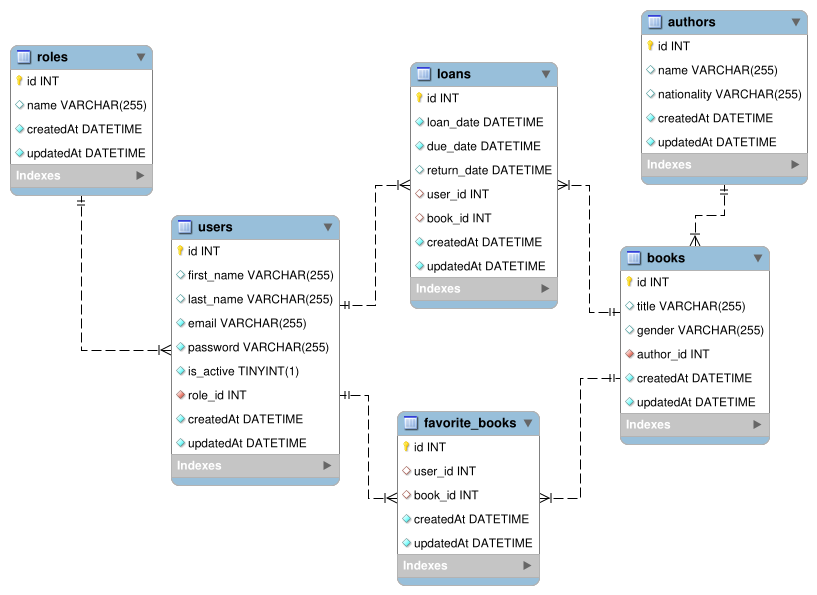 roles
id INT
name VARCHAR(255)
createdAt DATETIME
updatedAt DATETIME
Indexes
users
id INT
first_name VARCHAR(255)
last_name VARCHAR(255)
email VARCHAR(255)
password VARCHAR(255)
is_active TINYINT(1)
role_id INT
createdAt DATETIME
updatedAt DATETIME
Indexes
loans
id INT
loan_date DATETIME
due_date DATETIME
return_date DATETIME
user_id INT
book_id INT
createdAt DATETIME
updatedAt DATETIME
Indexes
favorite_books
id INT
user_id INT
book_id INT
createdAt DATETIME
updatedAt DATETIME
Indexes
authors
id INT
name VARCHAR(255)
nationality VARCHAR(255)
createdAt DATETIME
updatedAt DATETIME
Indexes
books
id INT
title VARCHAR(255)
gender VARCHAR(255)
author_id INT
createdAt DATETIME
updatedAt DATETIME
Indexes